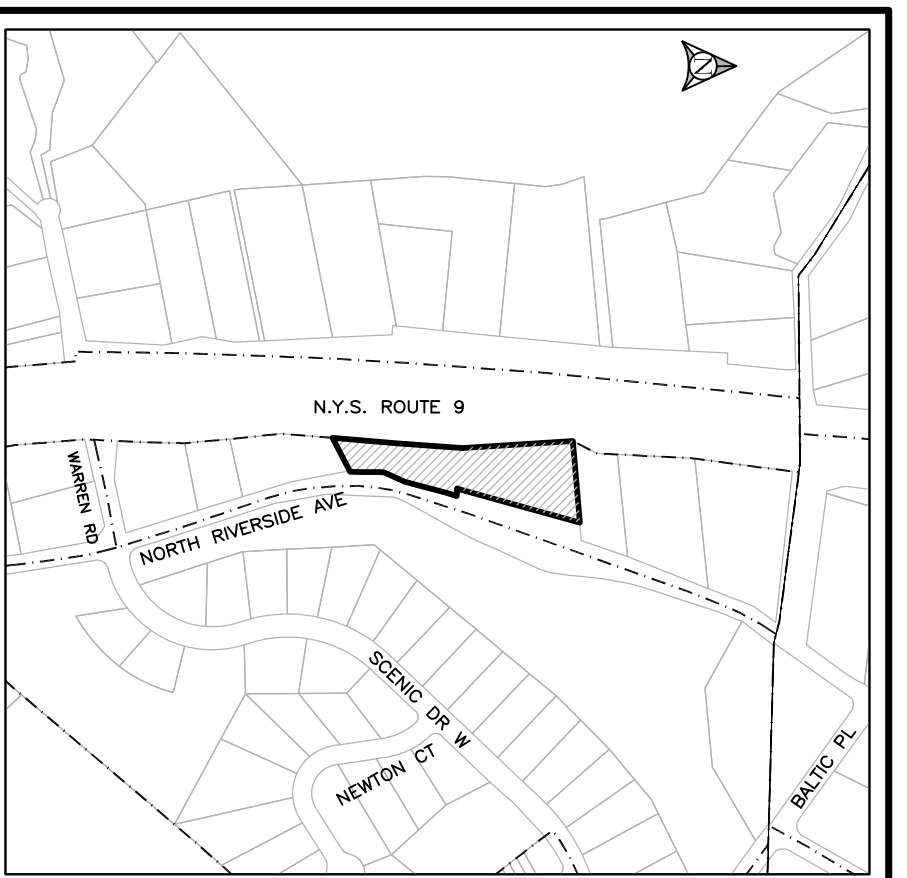 N
N.Y.S. ROUTE 9
WARREN RD
NORTH RIVERSIDE AVE
SCENIC DR W
NEWTON CT
BALTIC PL